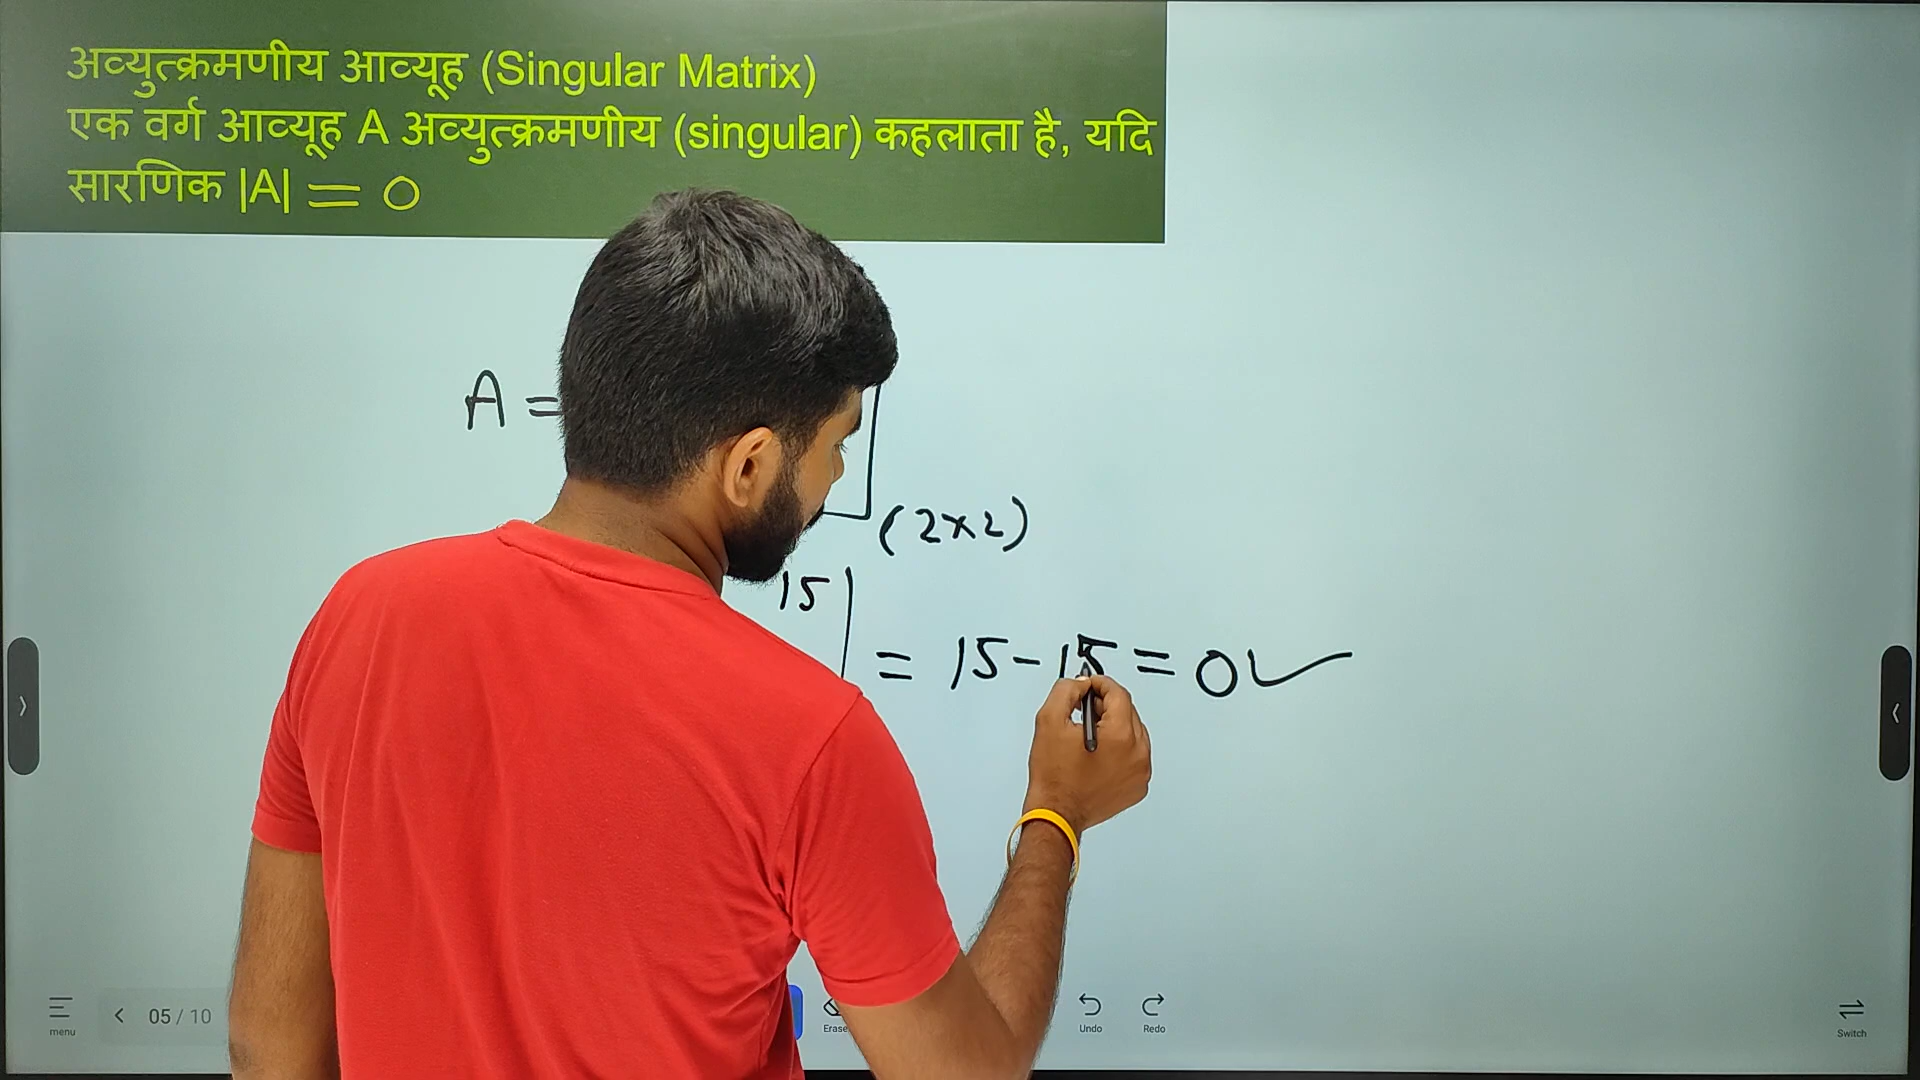 अव्युत्क्रमणीय आव्यूह (Singular Matrix)
एक वर्ग आव्यूह A अव्युत्क्रमणीय (singular) कहलाता है, यदि
सारणिक |A| = 0
A =
(2×2)
15|
= 15-15 = 0✓
menu
< 05 / 10
Erase
Undo
Redo
Switch